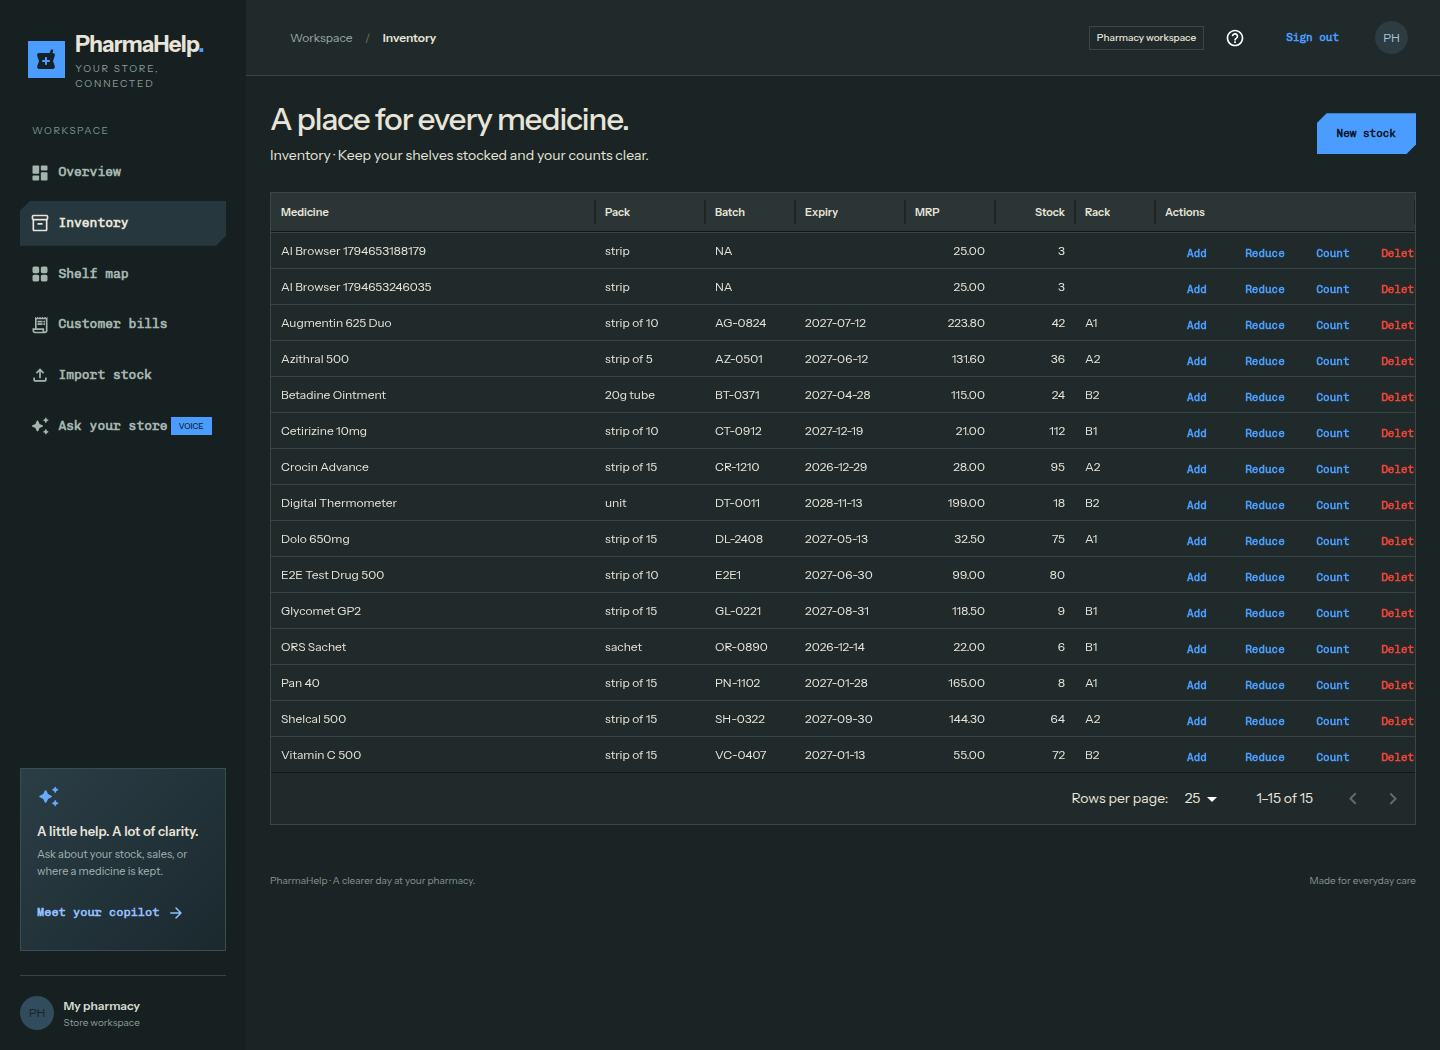 PharmaHelp.
YOUR STORE,
CONNECTED
WORKSPACE
Overview
Inventory
Shelf map
Customer bills
Import stock
Ask your store VOICE
A little help. A lot of clarity.
Ask about your stock, sales, or
where a medicine is kept.
Meet your copilot
PH
My pharmacy
Store workspace
Workspace / Inventory
Pharmacy workspace
Sign out
PH
A place for every medicine.
Inventory · Keep your shelves stocked and your counts clear.
New stock
Medicine Pack Batch Expiry MRP Stock Rack Actions
AI Browser 1794653188179 strip NA 25.00 3 Add Reduce Count Delet
AI Browser 1794653246035 strip NA 25.00 3 Add Reduce Count Delet
Augmentin 625 Duo strip of 10 AG-0824 2027-07-12 223.80 42 A1 Add Reduce Count Delet
Azithral 500 strip of 5 AZ-0501 2027-06-12 131.60 36 A2 Add Reduce Count Delet
Betadine Ointment 20g tube BT-0371 2027-04-28 115.00 24 B2 Add Reduce Count Delet
Cetirizine 10mg strip of 10 CT-0912 2027-12-19 21.00 112 B1 Add Reduce Count Delet
Crocin Advance strip of 15 CR-1210 2026-12-29 28.00 95 A2 Add Reduce Count Delet
Digital Thermometer unit DT-0011 2028-11-13 199.00 18 B2 Add Reduce Count Delet
Dolo 650mg strip of 15 DL-2408 2027-05-13 32.50 75 A1 Add Reduce Count Delet
E2E Test Drug 500 strip of 10 E2E1 2027-06-30 99.00 80 Add Reduce Count Delet
Glycomet GP2 strip of 15 GL-0221 2027-08-31 118.50 9 B1 Add Reduce Count Delet
ORS Sachet sachet OR-0890 2026-12-14 22.00 6 B1 Add Reduce Count Delet
Pan 40 strip of 15 PN-1102 2027-01-28 165.00 8 A1 Add Reduce Count Delet
Shelcal 500 strip of 15 SH-0322 2027-09-30 144.30 64 A2 Add Reduce Count Delet
Vitamin C 500 strip of 15 VC-0407 2027-01-13 55.00 72 B2 Add Reduce Count Delet
Rows per page: 25 1–15 of 15
PharmaHelp · A clearer day at your pharmacy.
Made for everyday care